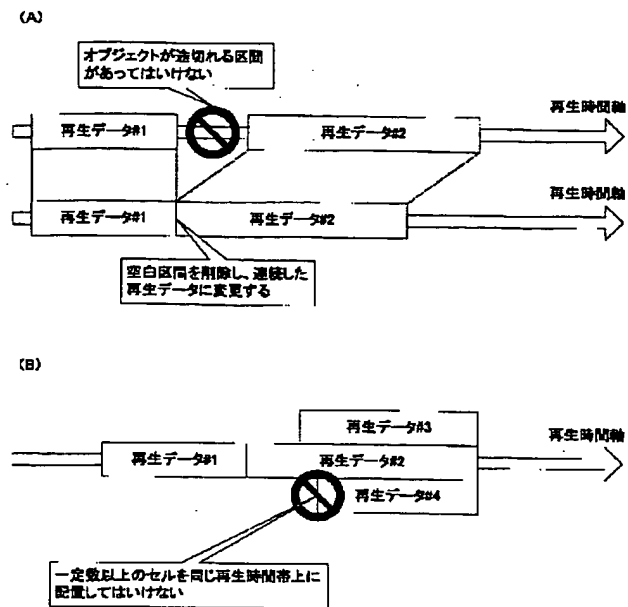 (A)
オブジェクトが途切れる区間
があってはいけない
再生時間軸
再生データ#1
再生データ#2
再生時間軸
再生データ#1
再生データ#2
空白区間を削除し、連続した
再生データに変更する
(B)
再生データ#3
再生時間軸
再生データ#1
再生データ#2
再生データ#4
一定数以上のセルを同じ再生時間帯上に
配置してはいけない